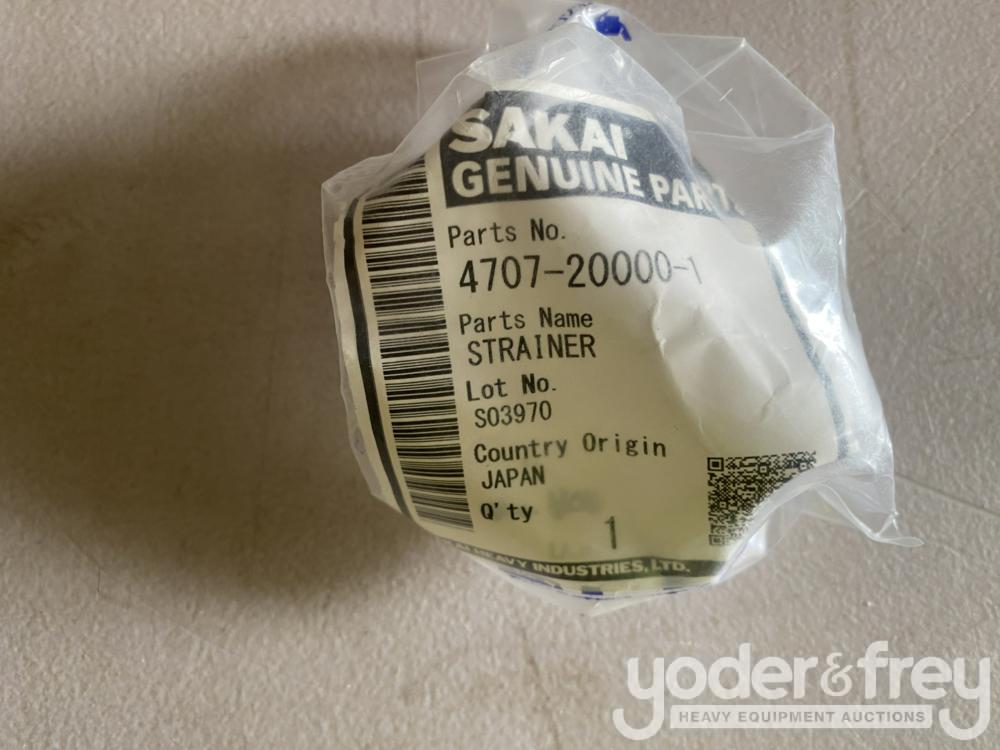 SAKAI
GENUINE PARTS
Parts No.
4707-20000-1
Parts Name
STRAINER
Lot No.
S03970
Country Origin
JAPAN
Q'ty
1
HEAVY INDUSTRIES, LTD.
yoder&frey
HEAVY EQUIPMENT AUCTIONS